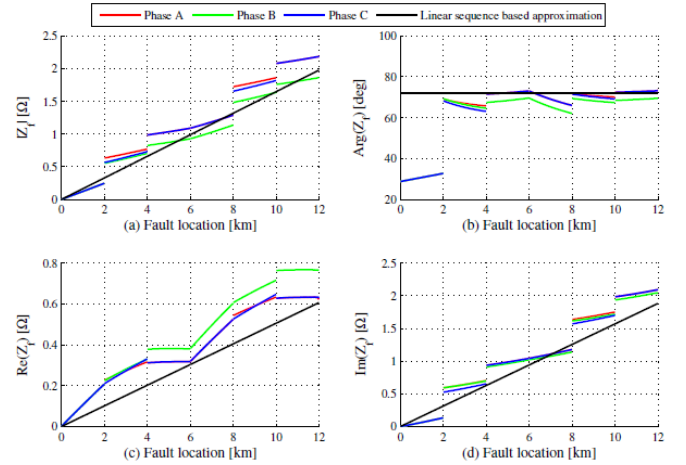 Phase A Phase B Phase C Linear sequence based approximation
|Z_f| [Ω]
2.5
2
1.5
1
0.5
0
0 2 4 6 8 10 12
(a) Fault location [km]
Arg(Z_f) [deg]
100
80
60
40
20
0 2 4 6 8 10 12
(b) Fault location [km]
Re(Z_f) [Ω]
0.8
0.6
0.4
0.2
0
0 2 4 6 8 10 12
(c) Fault location [km]
Im(Z_f) [Ω]
2.5
2
1.5
1
0.5
0
0 2 4 6 8 10 12
(d) Fault location [km]